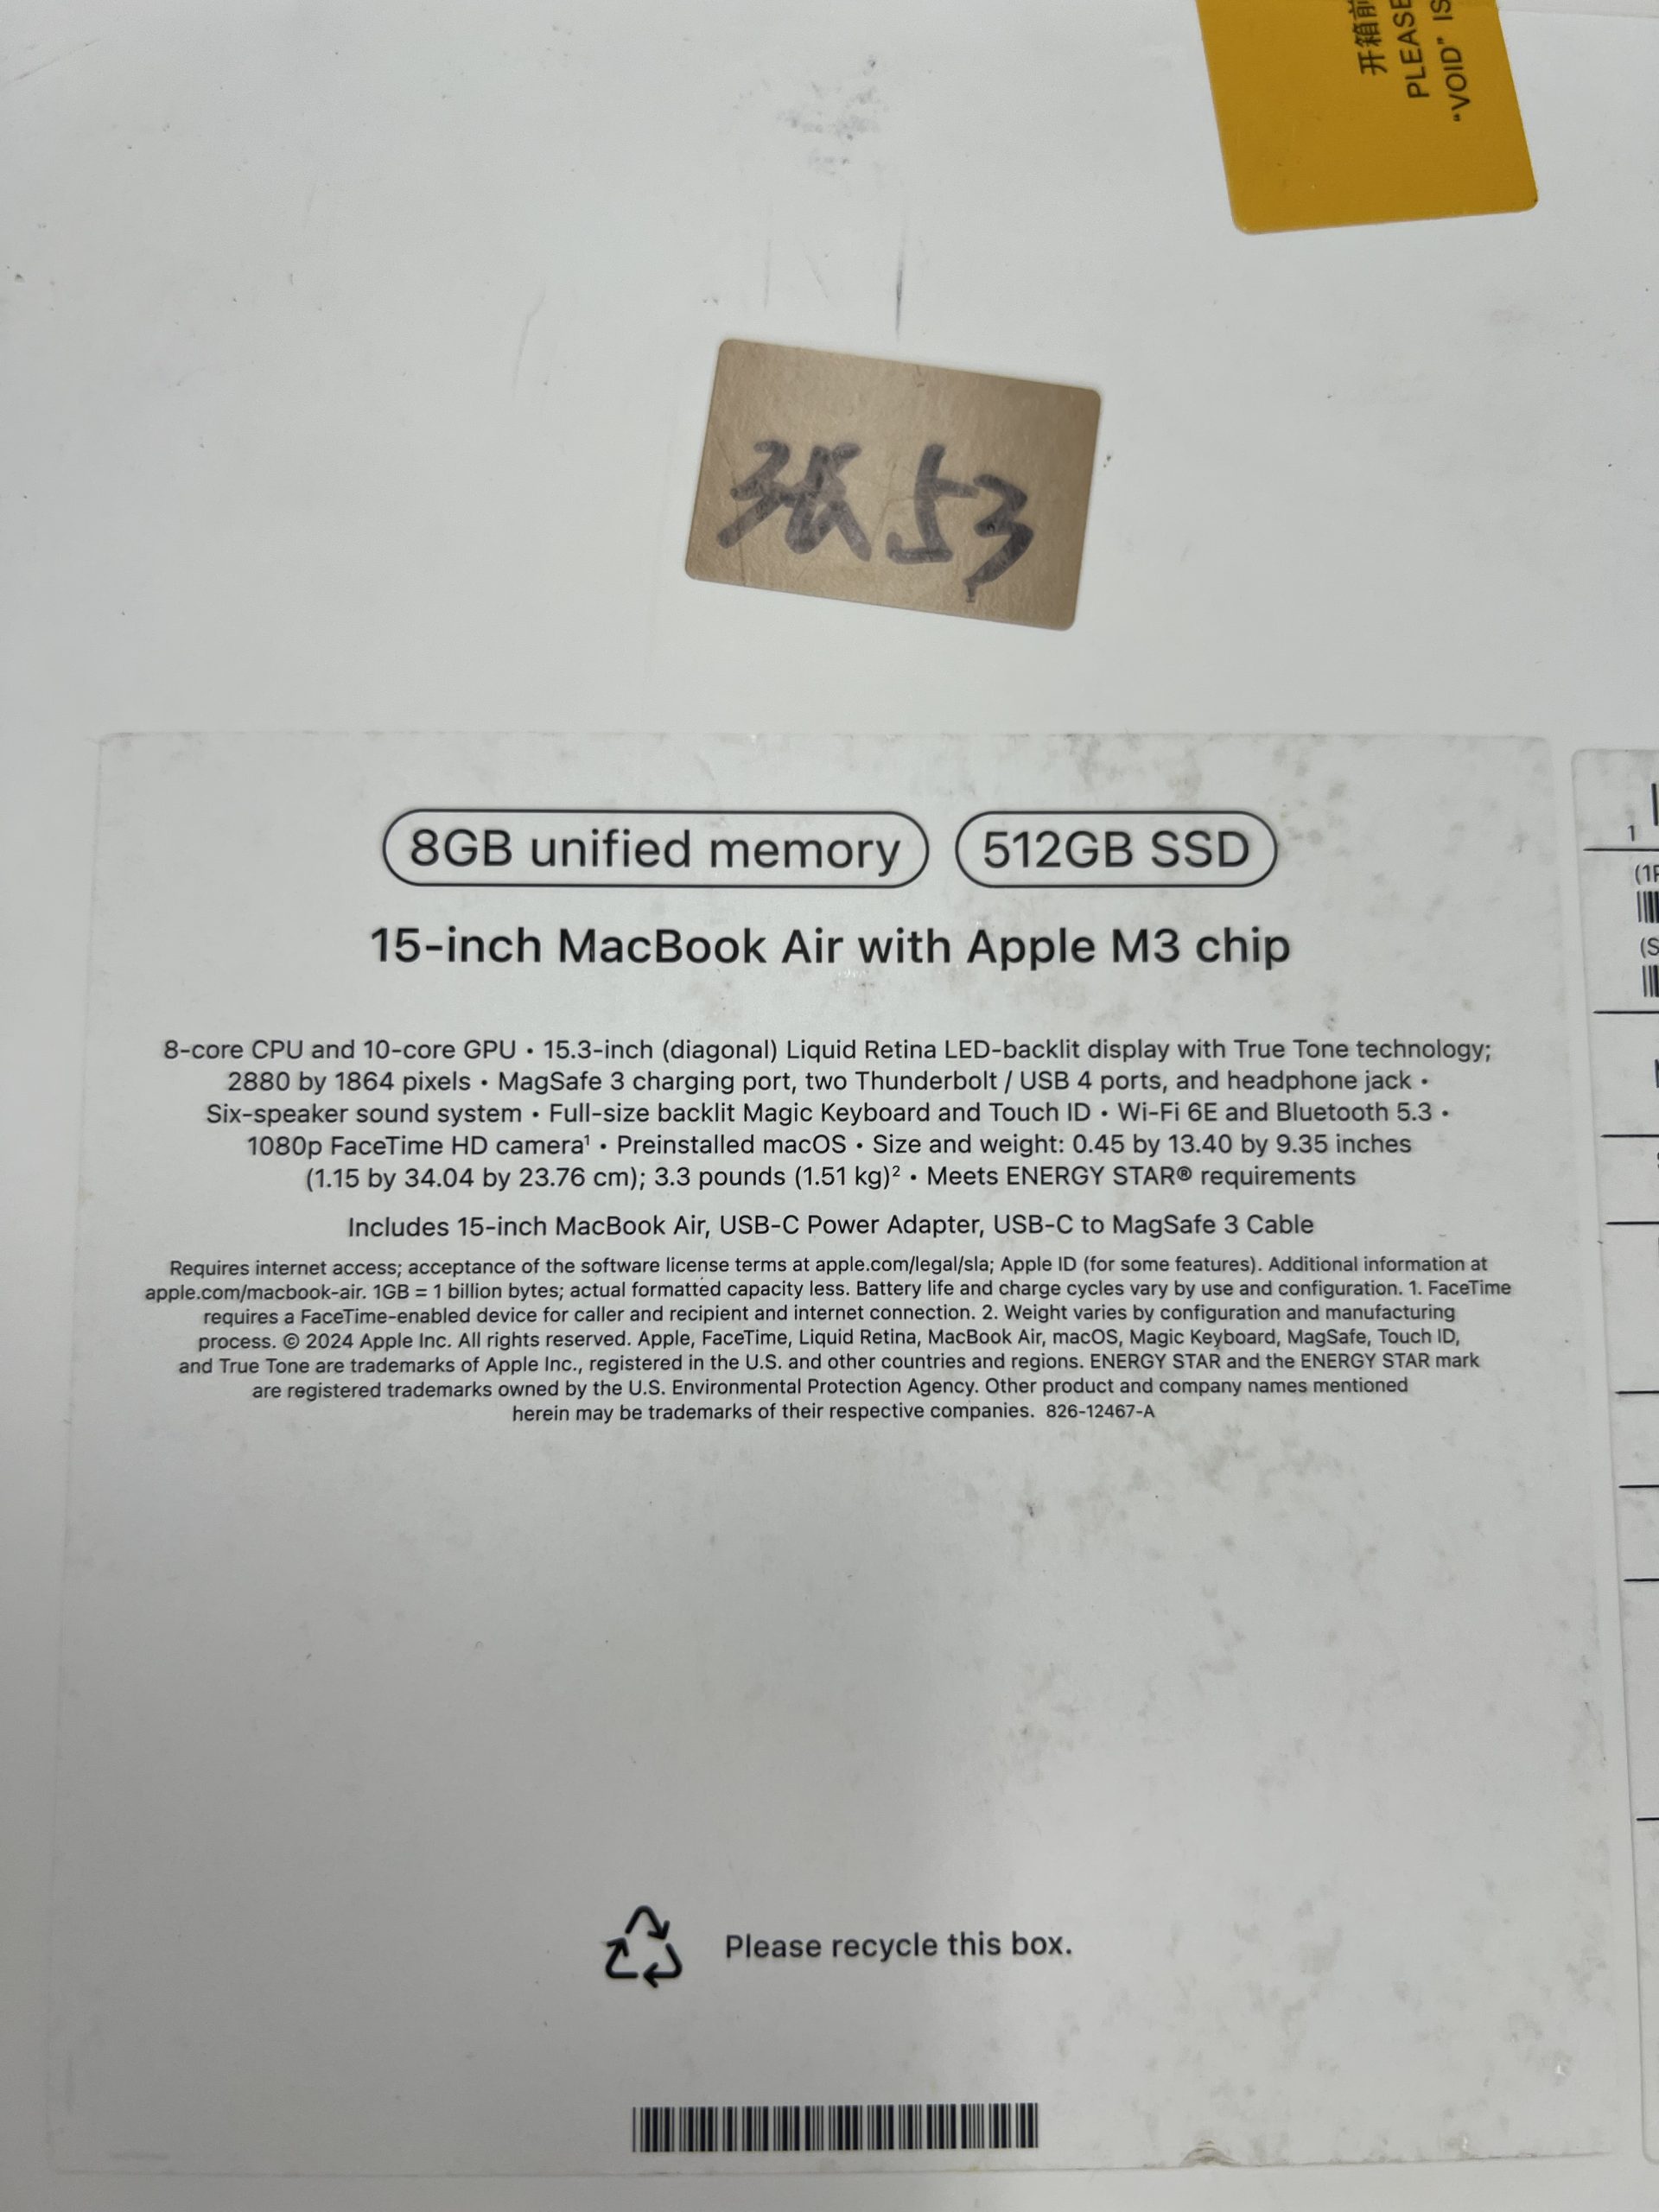 开箱前
PLEASE
"VOID" IS
张53
8GB unified memory 512GB SSD
15-inch MacBook Air with Apple M3 chip
8-core CPU and 10-core GPU • 15.3-inch (diagonal) Liquid Retina LED-backlit display with True Tone technology;
2880 by 1864 pixels • MagSafe 3 charging port, two Thunderbolt / USB 4 ports, and headphone jack •
Six-speaker sound system • Full-size backlit Magic Keyboard and Touch ID • Wi-Fi 6E and Bluetooth 5.3 •
1080p FaceTime HD camera¹ • Preinstalled macOS • Size and weight: 0.45 by 13.40 by 9.35 inches
(1.15 by 34.04 by 23.76 cm); 3.3 pounds (1.51 kg)² • Meets ENERGY STAR® requirements
Includes 15-inch MacBook Air, USB-C Power Adapter, USB-C to MagSafe 3 Cable
Requires internet access; acceptance of the software license terms at apple.com/legal/sla; Apple ID (for some features). Additional information at
apple.com/macbook-air. 1GB = 1 billion bytes; actual formatted capacity less. Battery life and charge cycles vary by use and configuration. 1. FaceTime
requires a FaceTime-enabled device for caller and recipient and internet connection. 2. Weight varies by configuration and manufacturing
process. © 2024 Apple Inc. All rights reserved. Apple, FaceTime, Liquid Retina, MacBook Air, macOS, Magic Keyboard, MagSafe, Touch ID,
and True Tone are trademarks of Apple Inc., registered in the U.S. and other countries and regions. ENERGY STAR and the ENERGY STAR mark
are registered trademarks owned by the U.S. Environmental Protection Agency. Other product and company names mentioned
herein may be trademarks of their respective companies. 826-12467-A
Please recycle this box.
1
(1P
(S